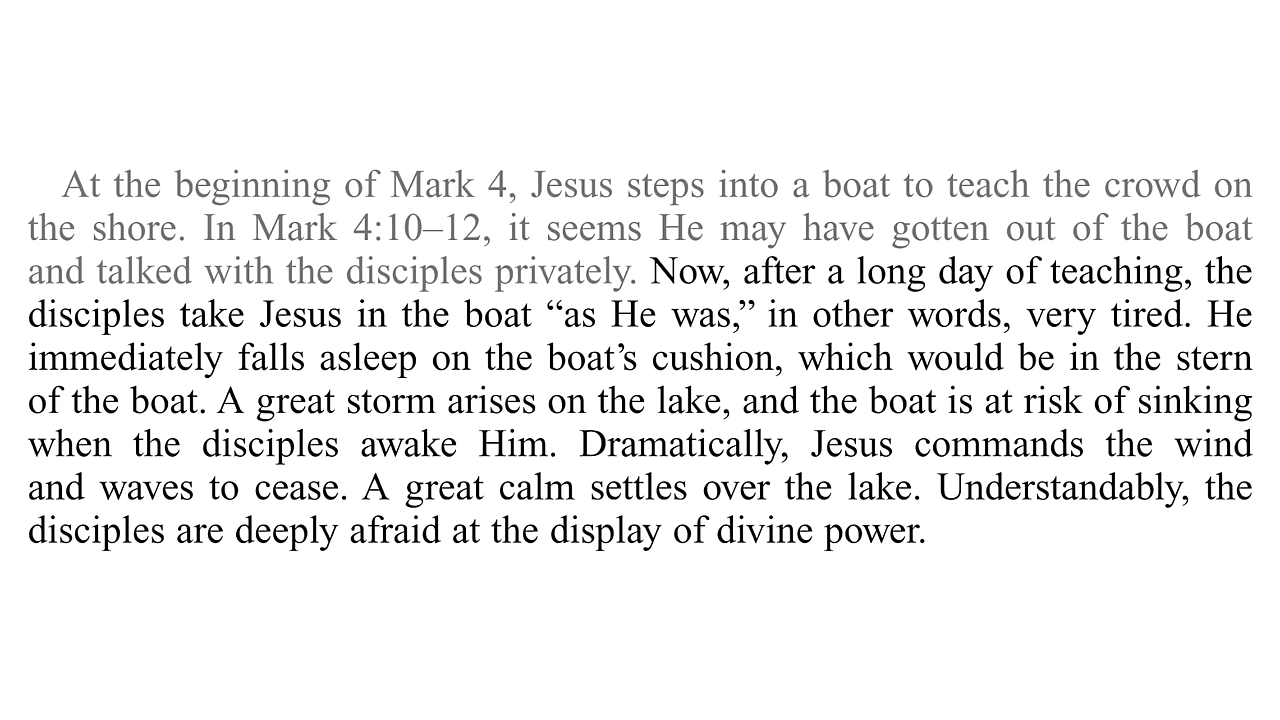 At the beginning of Mark 4, Jesus steps into a boat to teach the crowd on
the shore. In Mark 4:10–12, it seems He may have gotten out of the boat
and talked with the disciples privately. Now, after a long day of teaching, the
disciples take Jesus in the boat “as He was,” in other words, very tired. He
immediately falls asleep on the boat’s cushion, which would be in the stern
of the boat. A great storm arises on the lake, and the boat is at risk of sinking
when the disciples awake Him. Dramatically, Jesus commands the wind
and waves to cease. A great calm settles over the lake. Understandably, the
disciples are deeply afraid at the display of divine power.